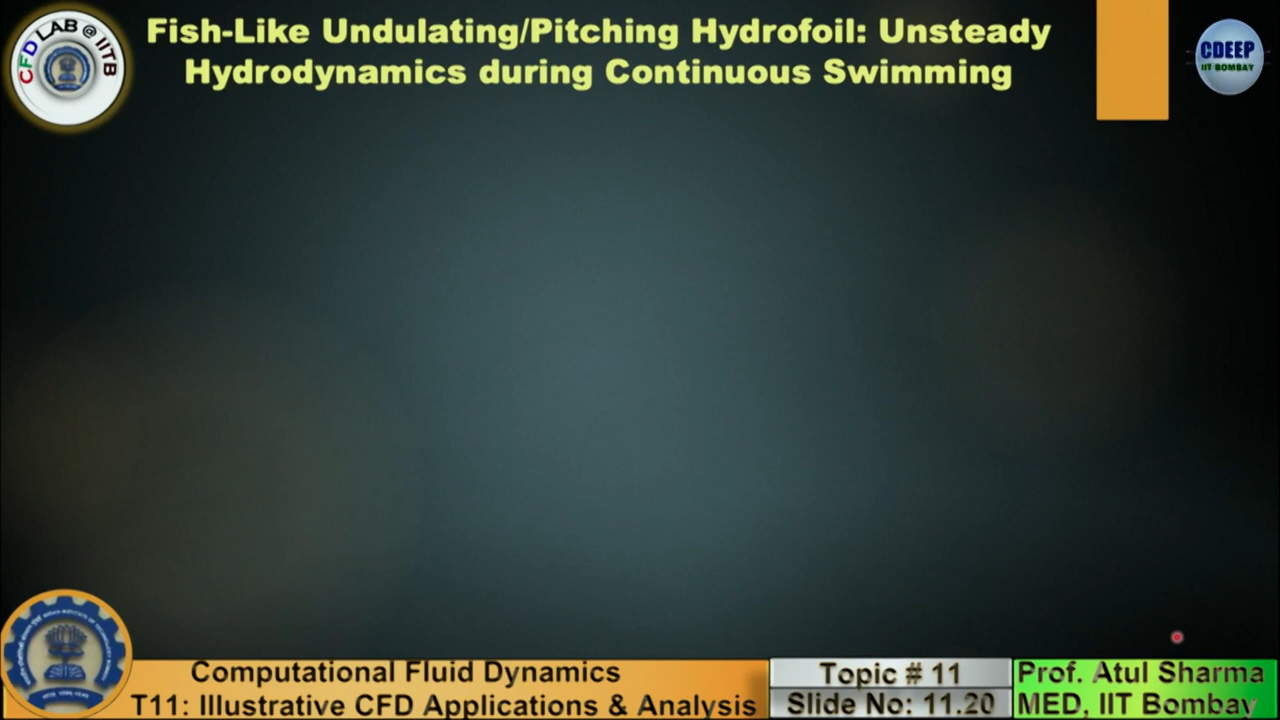 CFD LAB @ IITB
Fish-Like Undulating/Pitching Hydrofoil: Unsteady
Hydrodynamics during Continuous Swimming
CDEEP
IIT BOMBAY
Computational Fluid Dynamics
T11: Illustrative CFD Applications & Analysis
Topic # 11
Slide No: 11.20
Prof. Atul Sharma
MED, IIT Bombay